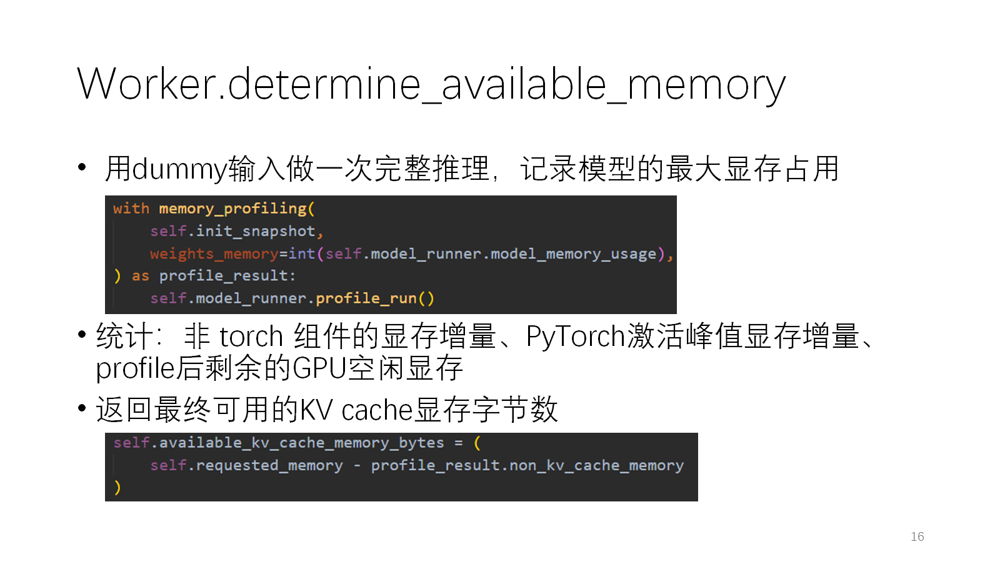 Worker.determine_available_memory
• 用dummy输入做一次完整推理，记录模型的最大显存占用
with memory_profiling(
    self.init_snapshot,
    weights_memory=int(self.model_runner.model_memory_usage),
) as profile_result:
    self.model_runner.profile_run()
• 统计：非 torch 组件的显存增量、PyTorch激活峰值显存增量、
profile后剩余的GPU空闲显存
• 返回最终可用的KV cache显存字节数
self.available_kv_cache_memory_bytes = (
    self.requested_memory - profile_result.non_kv_cache_memory
)
16